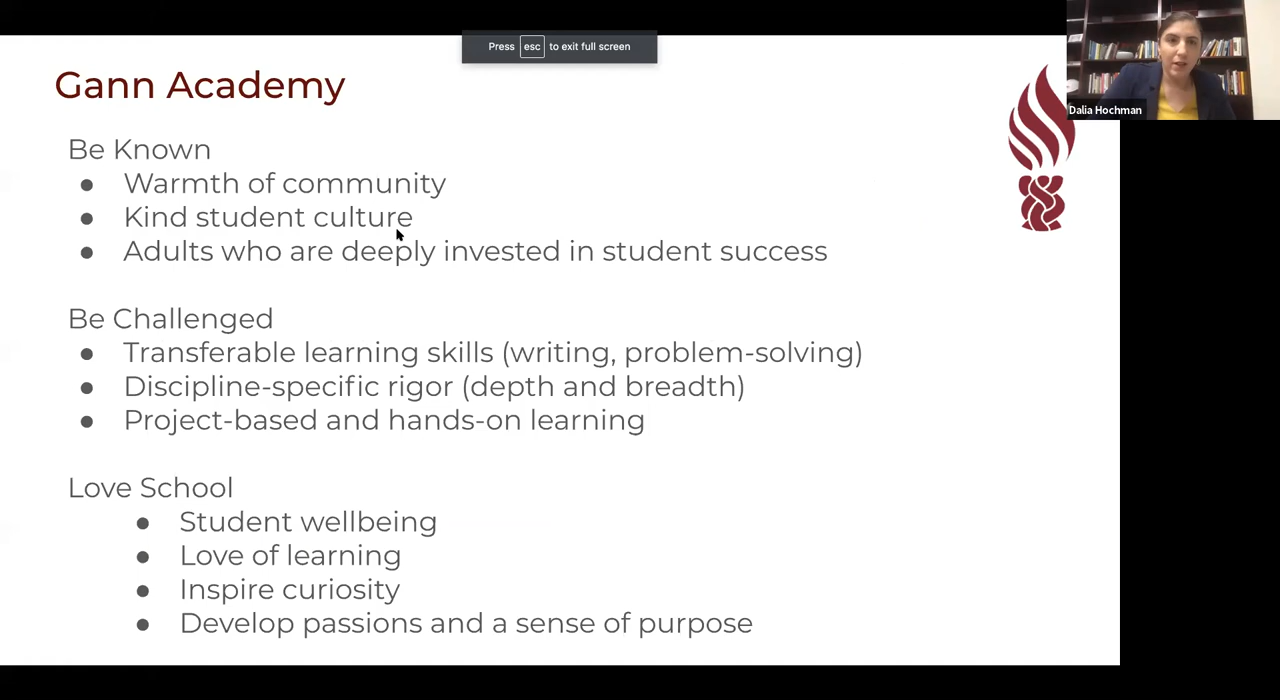 Press esc to exit full screen
Gann Academy
Dalia Hochman
Be Known
● Warmth of community
● Kind student culture
● Adults who are deeply invested in student success
Be Challenged
● Transferable learning skills (writing, problem-solving)
● Discipline-specific rigor (depth and breadth)
● Project-based and hands-on learning
Love School
● Student wellbeing
● Love of learning
● Inspire curiosity
● Develop passions and a sense of purpose